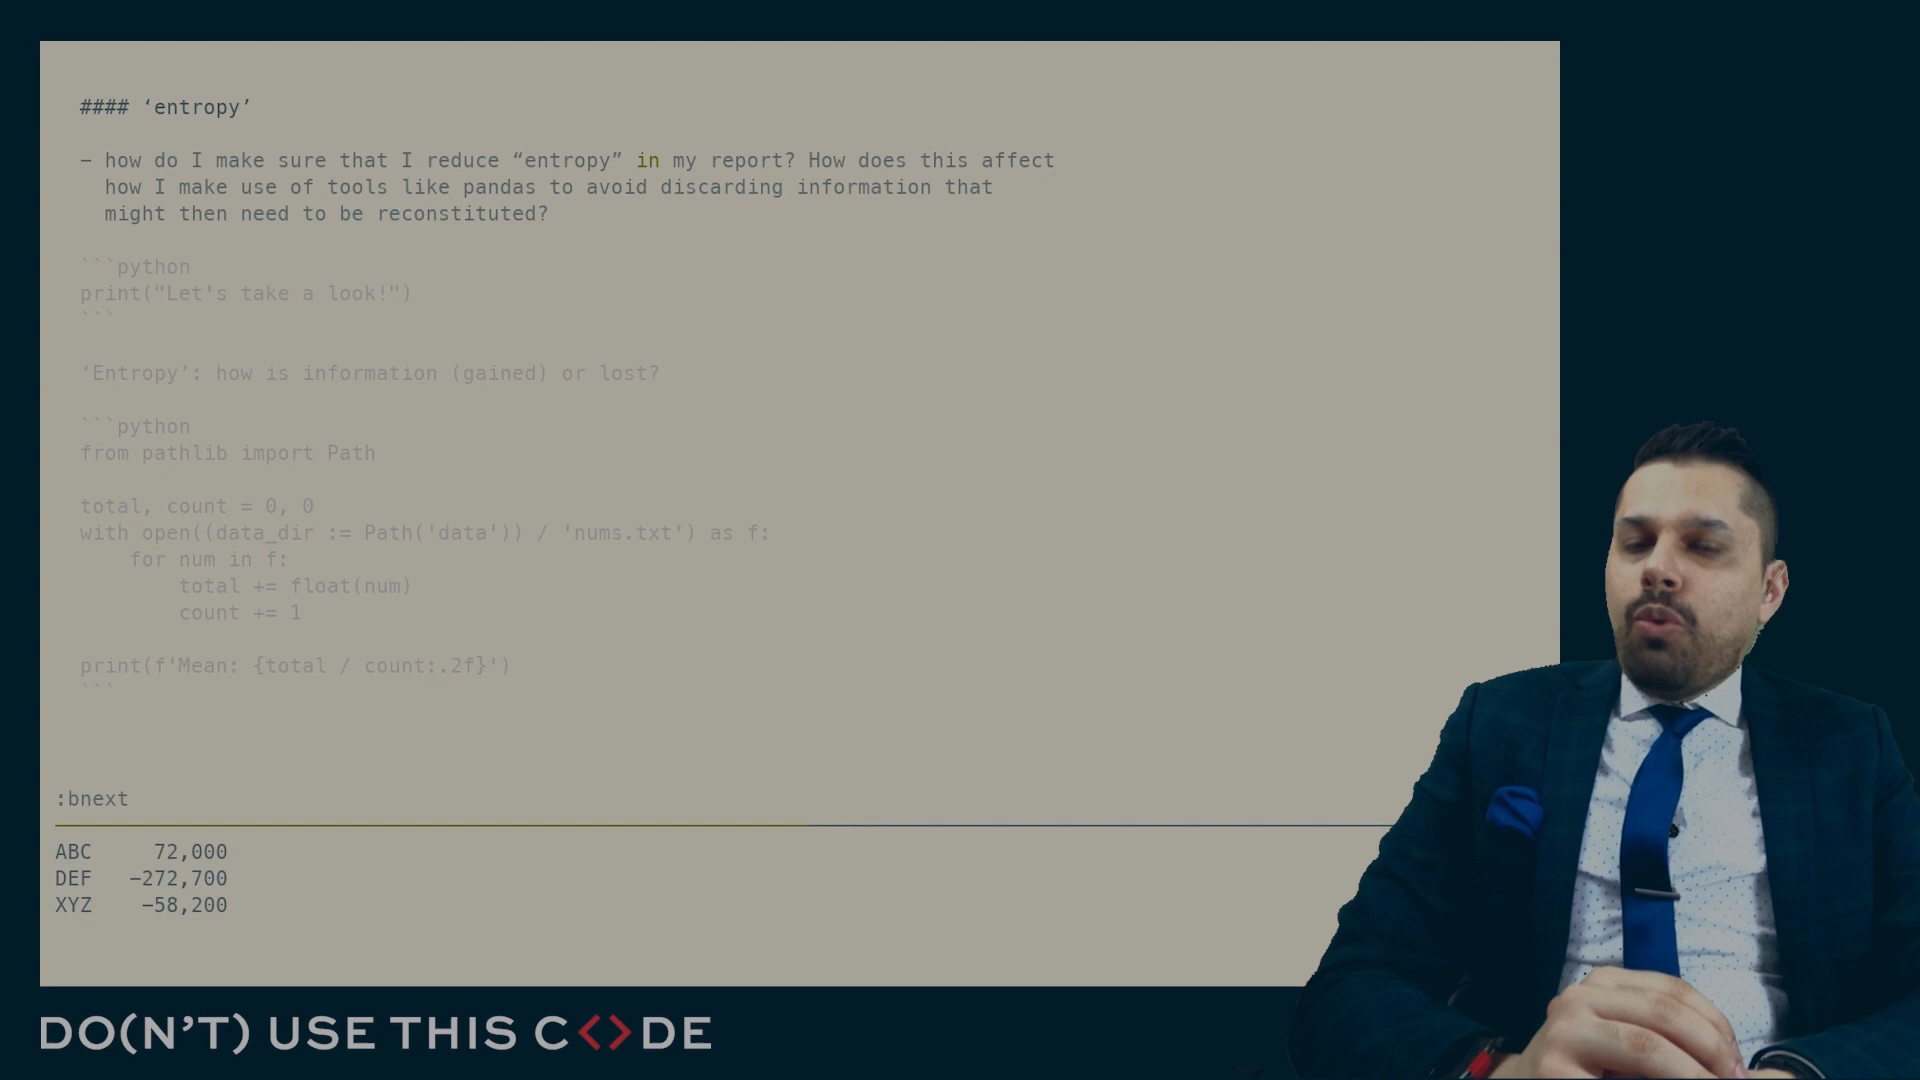 #### ‘entropy’
– how do I make sure that I reduce “entropy” in my report? How does this affect
how I make use of tools like pandas to avoid discarding information that
might then need to be reconstituted?
```python
print("Let's take a look!")
```
‘Entropy’: how is information (gained) or lost?
```python
from pathlib import Path
total, count = 0, 0
with open((data_dir := Path('data')) / 'nums.txt') as f:
    for num in f:
        total += float(num)
        count += 1
print(f'Mean: {total / count:.2f}')
```
:bnext
ABC     72,000
DEF   −272,700
XYZ    −58,200
DO(N’T) USE THIS C<>DE